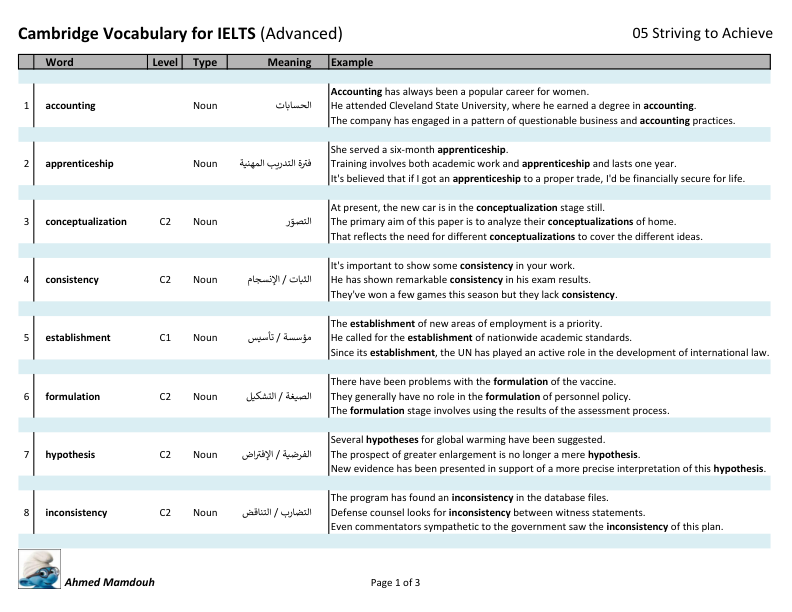 Cambridge Vocabulary for IELTS (Advanced) 05 Striving to Achieve
Word Level Type Meaning Example
Accounting has always been a popular career for women.
1 accounting Noun الحسابات He attended Cleveland State University, where he earned a degree in accounting.
The company has engaged in a pattern of questionable business and accounting practices.
She served a six-month apprenticeship.
2 apprenticeship Noun فترة التدريب المهنية Training involves both academic work and apprenticeship and lasts one year.
It's believed that if I got an apprenticeship to a proper trade, I'd be financially secure for life.
At present, the new car is in the conceptualization stage still.
3 conceptualization C2 Noun التصوّر The primary aim of this paper is to analyze their conceptualizations of home.
That reflects the need for different conceptualizations to cover the different ideas.
It's important to show some consistency in your work.
4 consistency C2 Noun الثبات / الإنسجام He has shown remarkable consistency in his exam results.
They've won a few games this season but they lack consistency.
The establishment of new areas of employment is a priority.
5 establishment C1 Noun مؤسسة / تأسيس He called for the establishment of nationwide academic standards.
Since its establishment, the UN has played an active role in the development of international law.
There have been problems with the formulation of the vaccine.
6 formulation C2 Noun الصيغة / التشكيل They generally have no role in the formulation of personnel policy.
The formulation stage involves using the results of the assessment process.
Several hypotheses for global warming have been suggested.
7 hypothesis C2 Noun الفرضية / الإفتراض The prospect of greater enlargement is no longer a mere hypothesis.
New evidence has been presented in support of a more precise interpretation of this hypothesis.
The program has found an inconsistency in the database files.
8 inconsistency C2 Noun التضارب / التناقض Defense counsel looks for inconsistency between witness statements.
Even commentators sympathetic to the government saw the inconsistency of this plan.
Ahmed Mamdouh Page 1 of 3